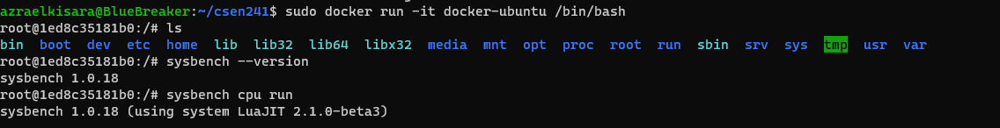 azraelkisara@BlueBreaker:~/csen241$ sudo docker run -it docker-ubuntu /bin/bash
root@1ed8c35181b0:/# ls
bin boot dev etc home lib lib32 lib64 libx32 media mnt opt proc root run sbin srv sys tmp usr var
root@1ed8c35181b0:/# sysbench --version
sysbench 1.0.18
root@1ed8c35181b0:/# sysbench cpu run
sysbench 1.0.18 (using system LuaJIT 2.1.0-beta3)